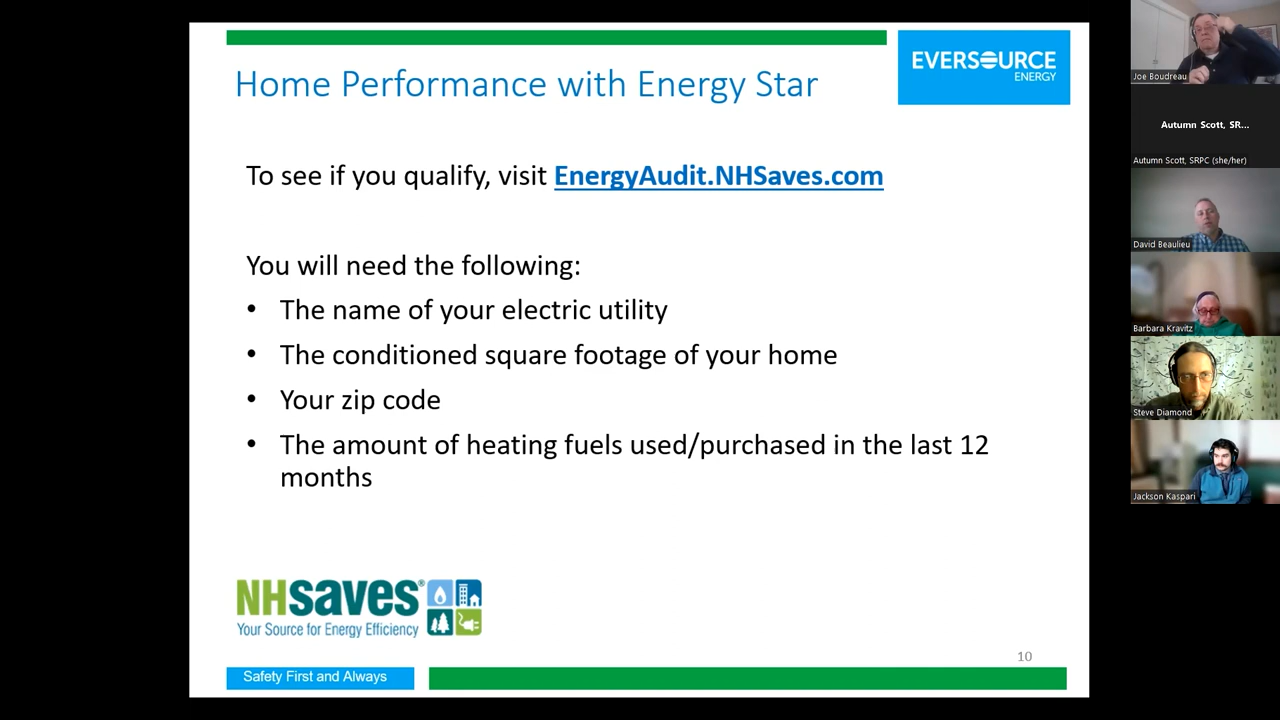 Home Performance with Energy Star
EVERSOURCE
ENERGY
To see if you qualify, visit EnergyAudit.NHSaves.com
You will need the following:
• The name of your electric utility
• The conditioned square footage of your home
• Your zip code
• The amount of heating fuels used/purchased in the last 12
months
NHsaves®
Your Source for Energy Efficiency
10
Safety First and Always
Joe Boudreau
Autumn Scott, SR...
Autumn Scott, SRPC (she/her)
David Beaulieu
Barbara Kravitz
Steve Diamond
Jackson Kaspari